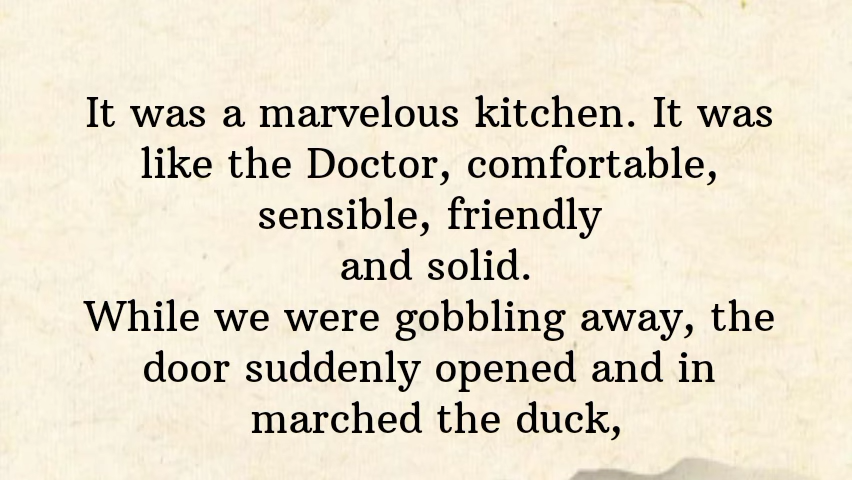 It was a marvelous kitchen. It was
like the Doctor, comfortable,
sensible, friendly
and solid.
While we were gobbling away, the
door suddenly opened and in
marched the duck,